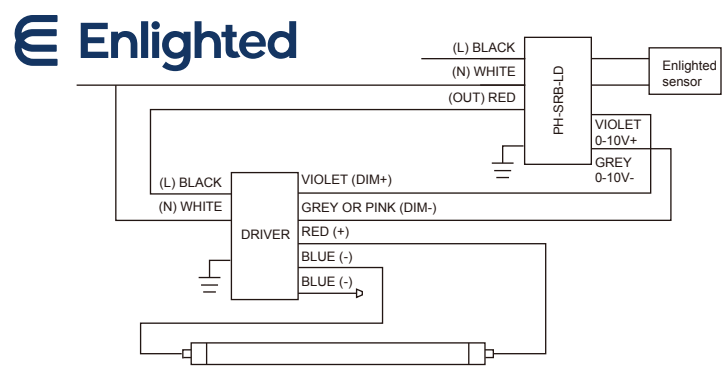 Enlighted
(L) BLACK
(N) WHITE
(OUT) RED
PH-SRB-LD
Enlighted
sensor
VIOLET
0-10V+
GREY
0-10V-
(L) BLACK
(N) WHITE
DRIVER
VIOLET (DIM+)
GREY OR PINK (DIM-)
RED (+)
BLUE (-)
BLUE (-)